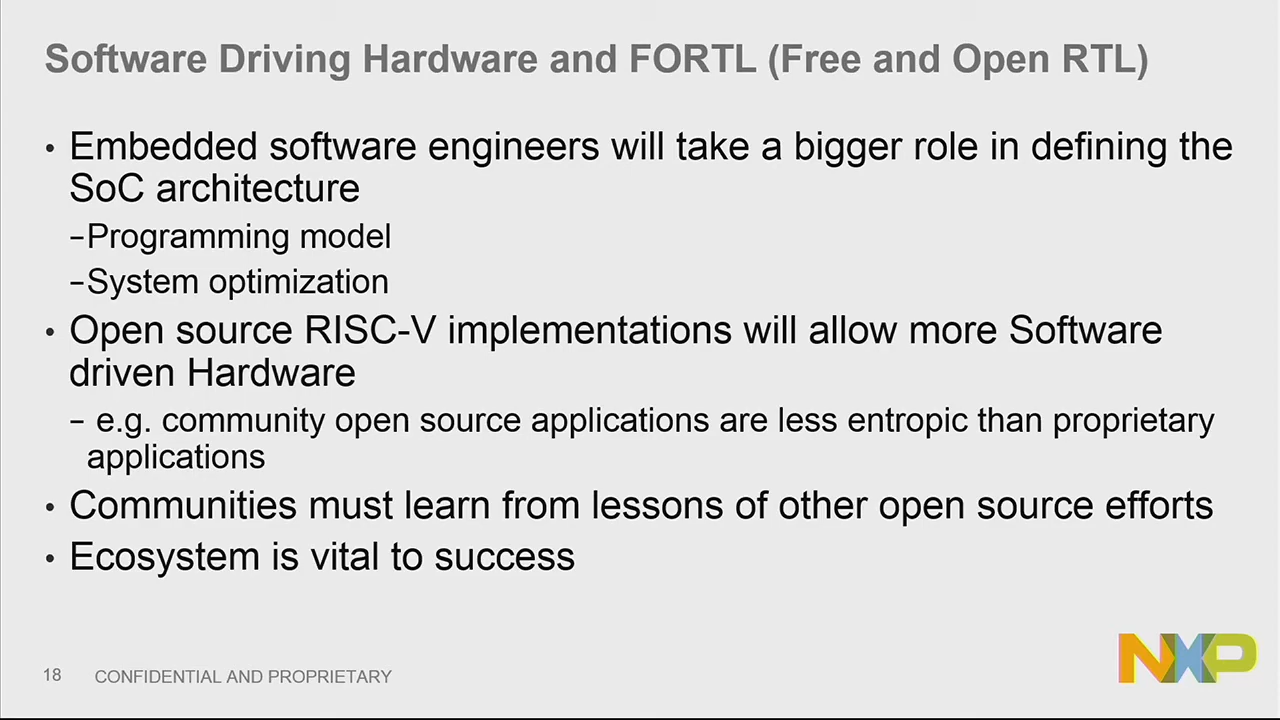 Software Driving Hardware and FORTL (Free and Open RTL)
• Embedded software engineers will take a bigger role in defining the
SoC architecture
–Programming model
–System optimization
• Open source RISC-V implementations will allow more Software
driven Hardware
– e.g. community open source applications are less entropic than proprietary
applications
• Communities must learn from lessons of other open source efforts
• Ecosystem is vital to success
18 CONFIDENTIAL AND PROPRIETARY
NXP